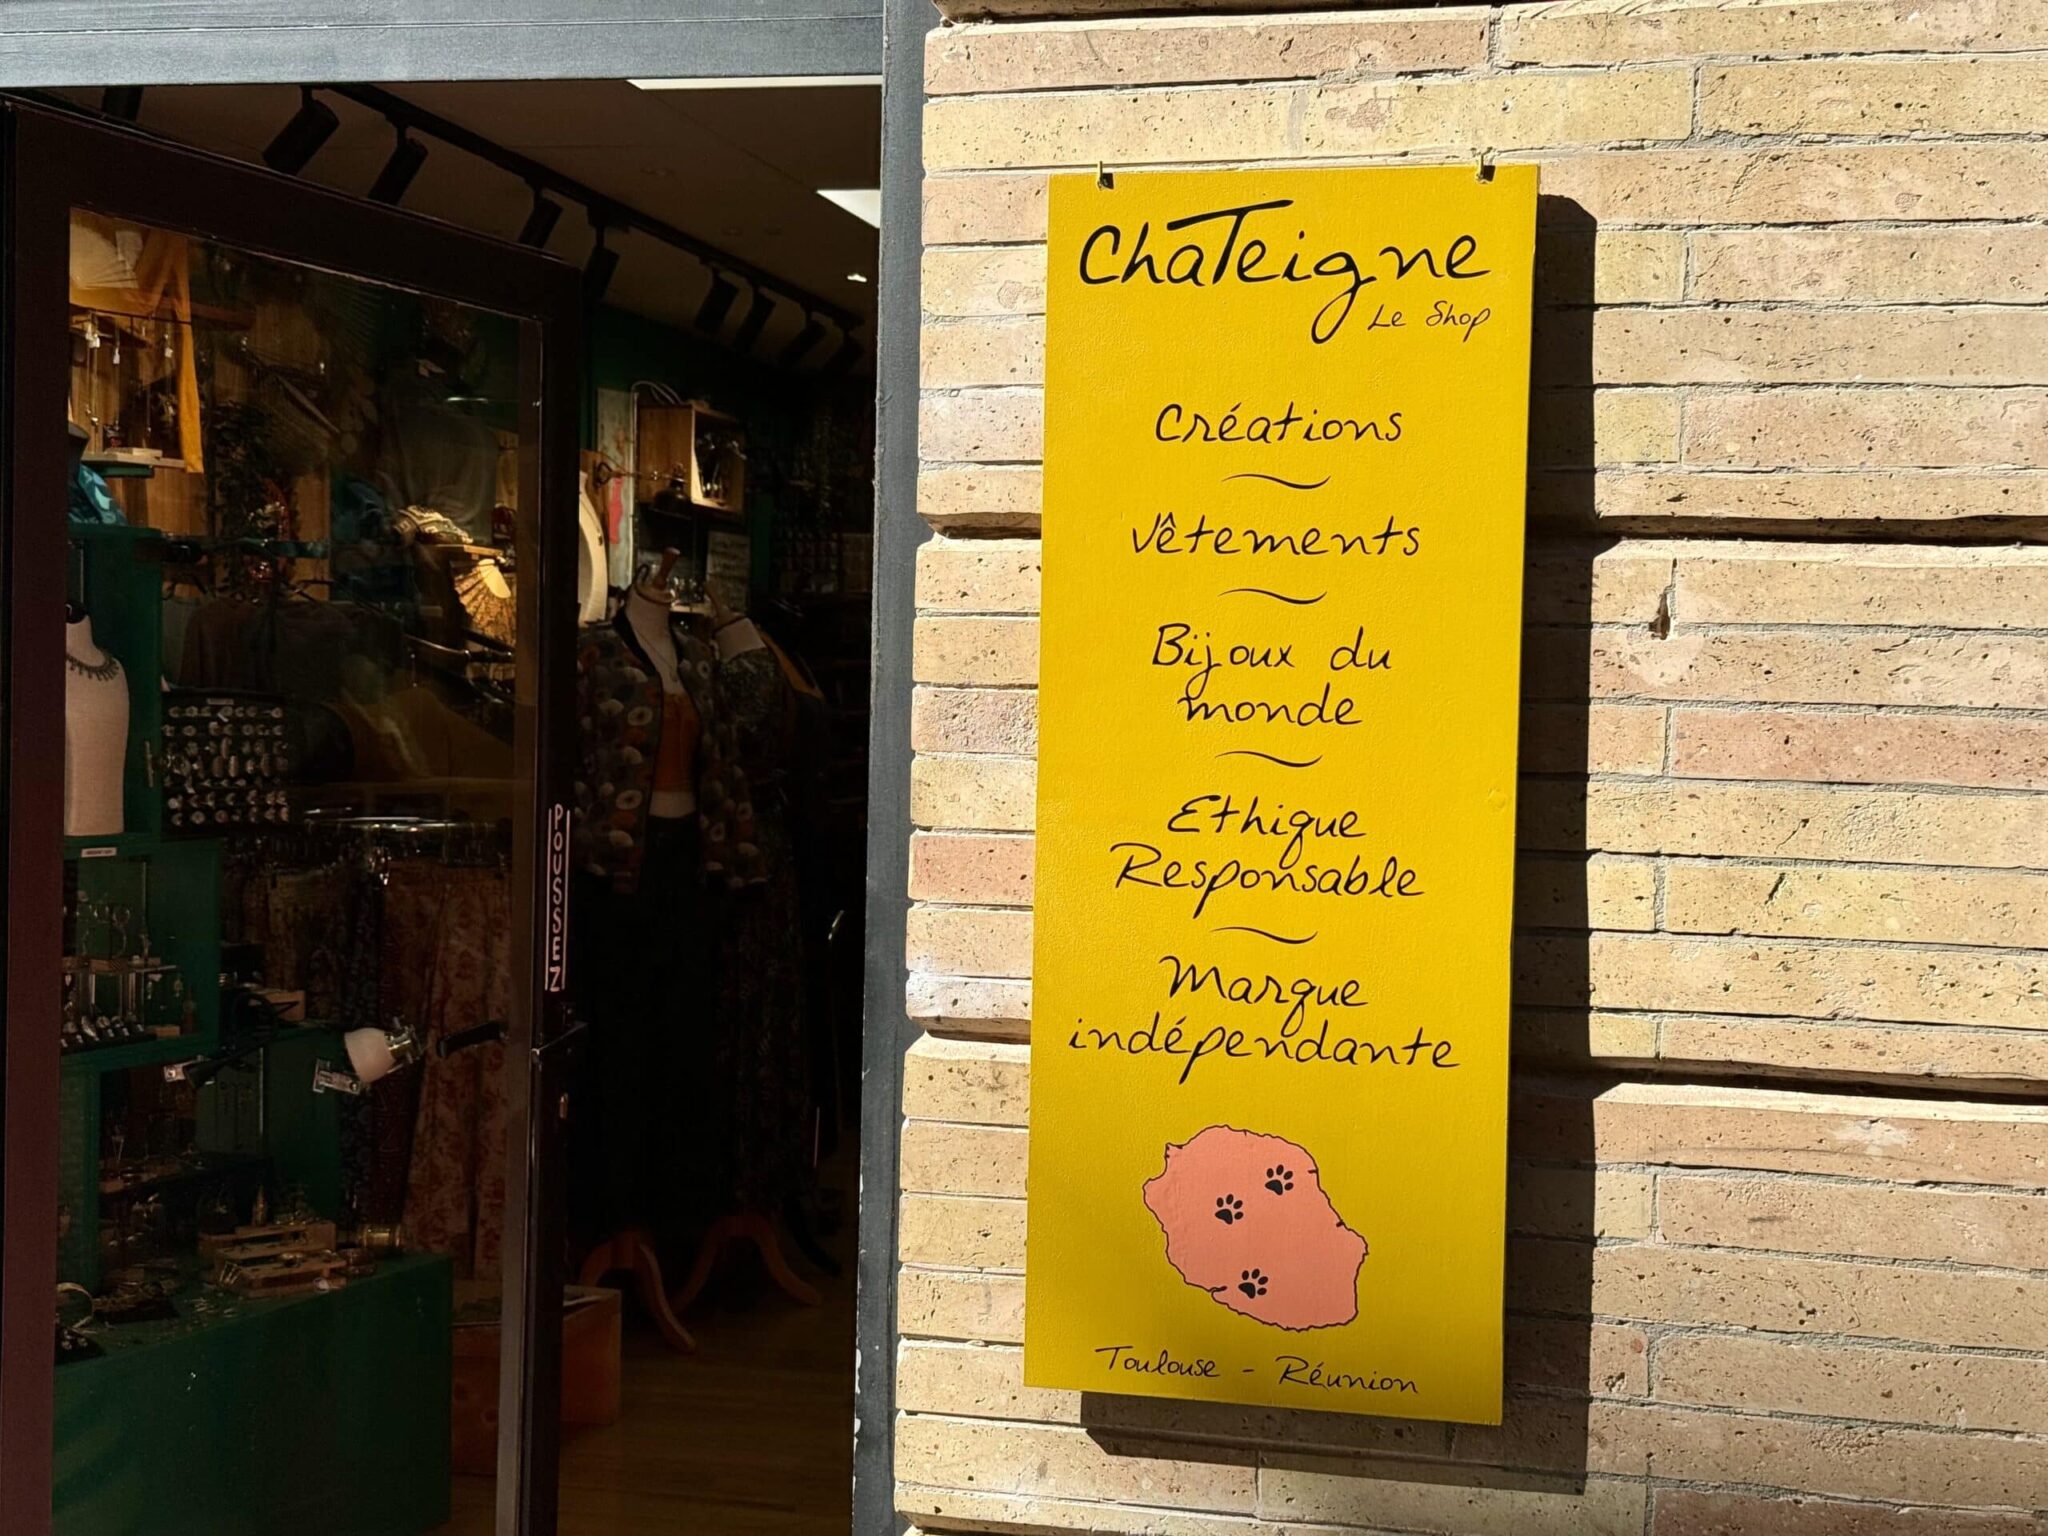 ChaTeigne
Le Shop
Créations
Vêtements
Bijoux du
monde
Ethique
Responsable
Marque
indépendante
Toulouse - Réunion
POUSSEZ